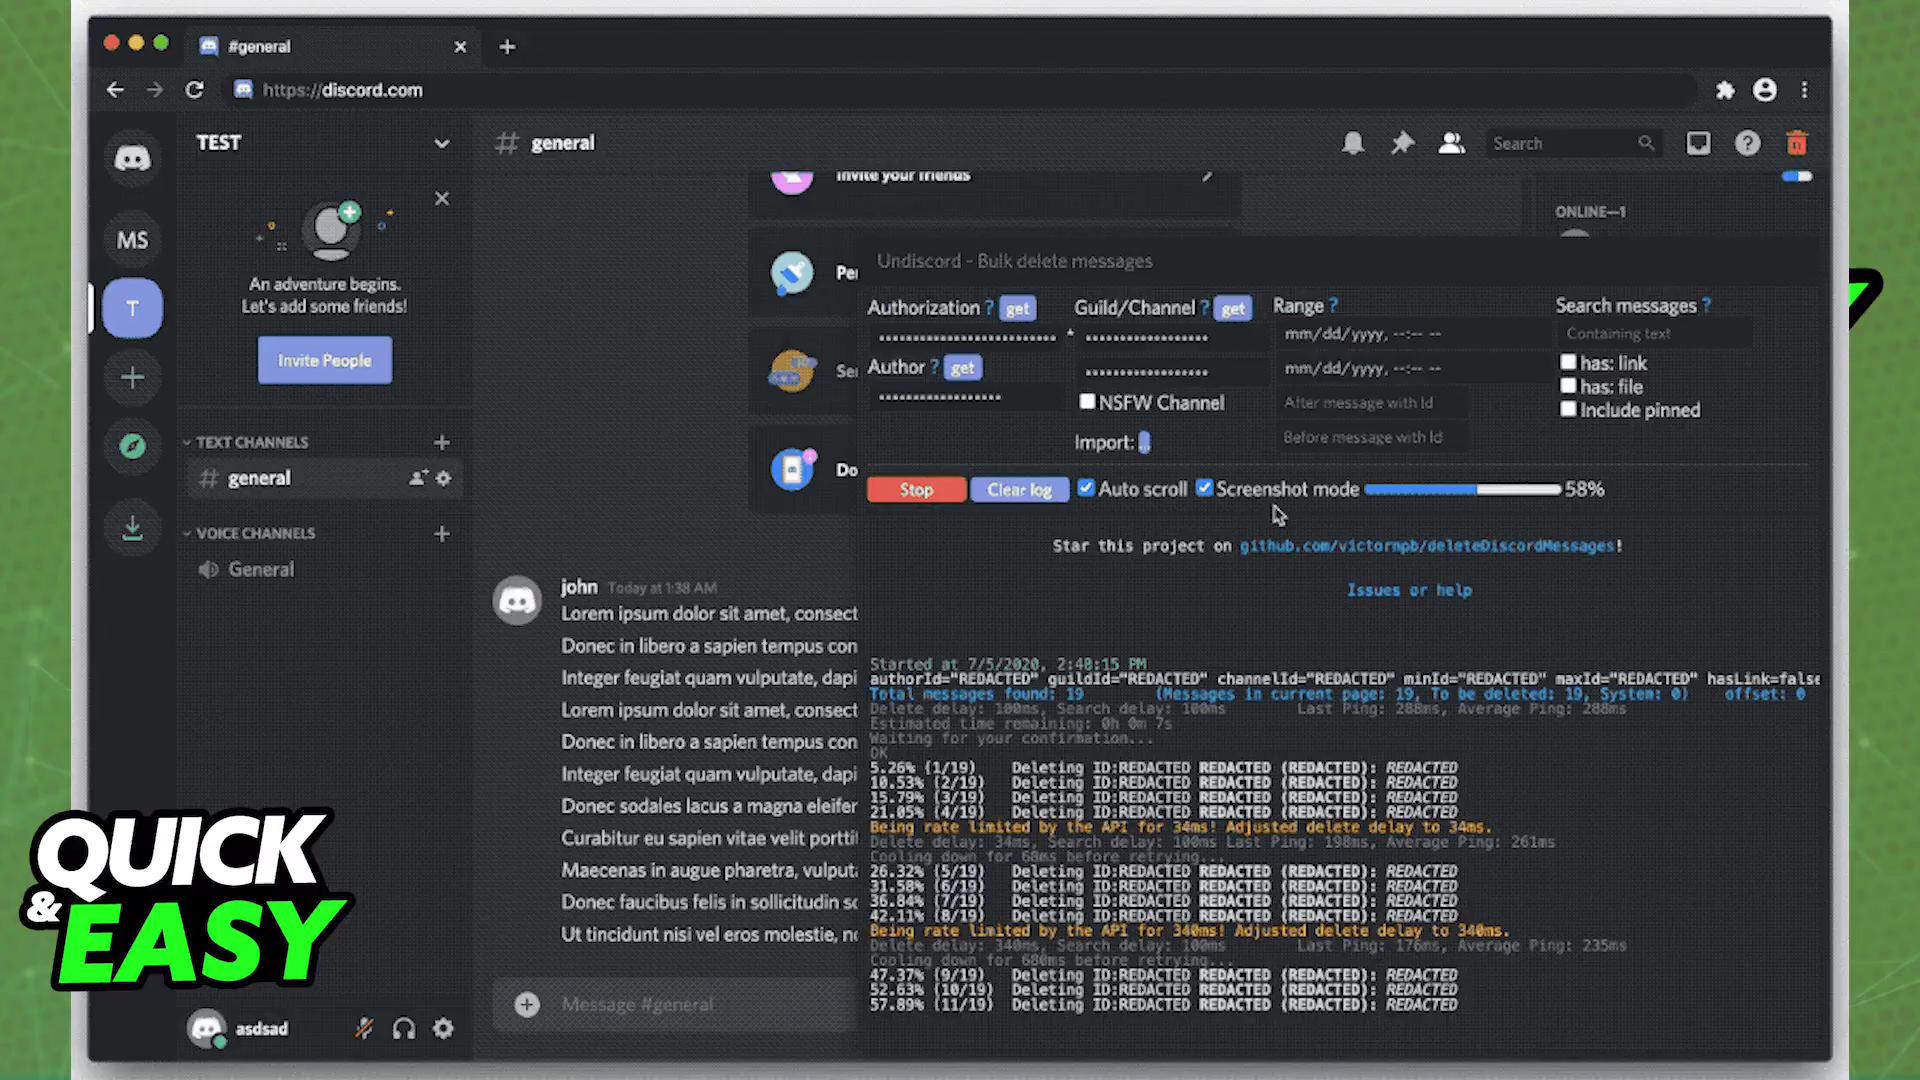 #general
https://discord.com
TEST
general
Search
MS
T
An adventure begins.
Let's add some friends!
Invite People
TEXT CHANNELS
general
VOICE CHANNELS
General
asdsad
Invite your friends
ONLINE—1
Undiscord - Bulk delete messages
Authorization ? get
Guild/Channel ? get
Range ?
Search messages ?
mm/dd/yyyy, --:-- --
Containing text
Author ? get
mm/dd/yyyy, --:-- --
has: link
has: file
NSFW Channel
After message with Id
Include pinned
Import:
Before message with Id
Stop
Clear log
Auto scroll
Screenshot mode
58%
Star this project on github.com/victornpb/deleteDiscordMessages!
Issues or help
john Today at 1:38 AM
Lorem ipsum dolor sit amet, consect
Donec in libero a sapien tempus con
Integer feugiat quam vulputate, dapi
Lorem ipsum dolor sit amet, consect
Donec in libero a sapien tempus con
Integer feugiat quam vulputate, dapi
Donec sodales lacus a magna eleifer
Curabitur eu sapien vitae velit porttit
Maecenas in augue pharetra, vulputa
Donec faucibus felis in sollicitudin sc
Ut tincidunt nisi vel eros molestie, no
Message #general
Started at 7/5/2020, 2:40:15 PM
authorId="REDACTED" guildId="REDACTED" channelId="REDACTED" minId="REDACTED" maxId="REDACTED" hasLink=false
Total messages found: 19 (Messages in current page: 19, To be deleted: 19, System: 0) offset: 0
Delete delay: 100ms, Search delay: 100ms Last Ping: 288ms, Average Ping: 288ms
Estimated time remaining: 0h 0m 7s
Waiting for your confirmation...
OK
5.26% (1/19) Deleting ID:REDACTED REDACTED (REDACTED): REDACTED
10.53% (2/19) Deleting ID:REDACTED REDACTED (REDACTED): REDACTED
15.79% (3/19) Deleting ID:REDACTED REDACTED (REDACTED): REDACTED
21.05% (4/19) Deleting ID:REDACTED REDACTED (REDACTED): REDACTED
Being rate limited by the API for 34ms! Adjusted delete delay to 34ms.
Delete delay: 34ms, Search delay: 100ms Last Ping: 198ms, Average Ping: 261ms
Cooling down for 68ms before retrying...
26.32% (5/19) Deleting ID:REDACTED REDACTED (REDACTED): REDACTED
31.58% (6/19) Deleting ID:REDACTED REDACTED (REDACTED): REDACTED
36.84% (7/19) Deleting ID:REDACTED REDACTED (REDACTED): REDACTED
42.11% (8/19) Deleting ID:REDACTED REDACTED (REDACTED): REDACTED
Being rate limited by the API for 340ms! Adjusted delete delay to 340ms.
Delete delay: 340ms, Search delay: 100ms Last Ping: 176ms, Average Ping: 235ms
Cooling down for 680ms before retrying...
47.37% (9/19) Deleting ID:REDACTED REDACTED (REDACTED): REDACTED
52.63% (10/19) Deleting ID:REDACTED REDACTED (REDACTED): REDACTED
57.89% (11/19) Deleting ID:REDACTED REDACTED (REDACTED): REDACTED
QUICK
& EASY